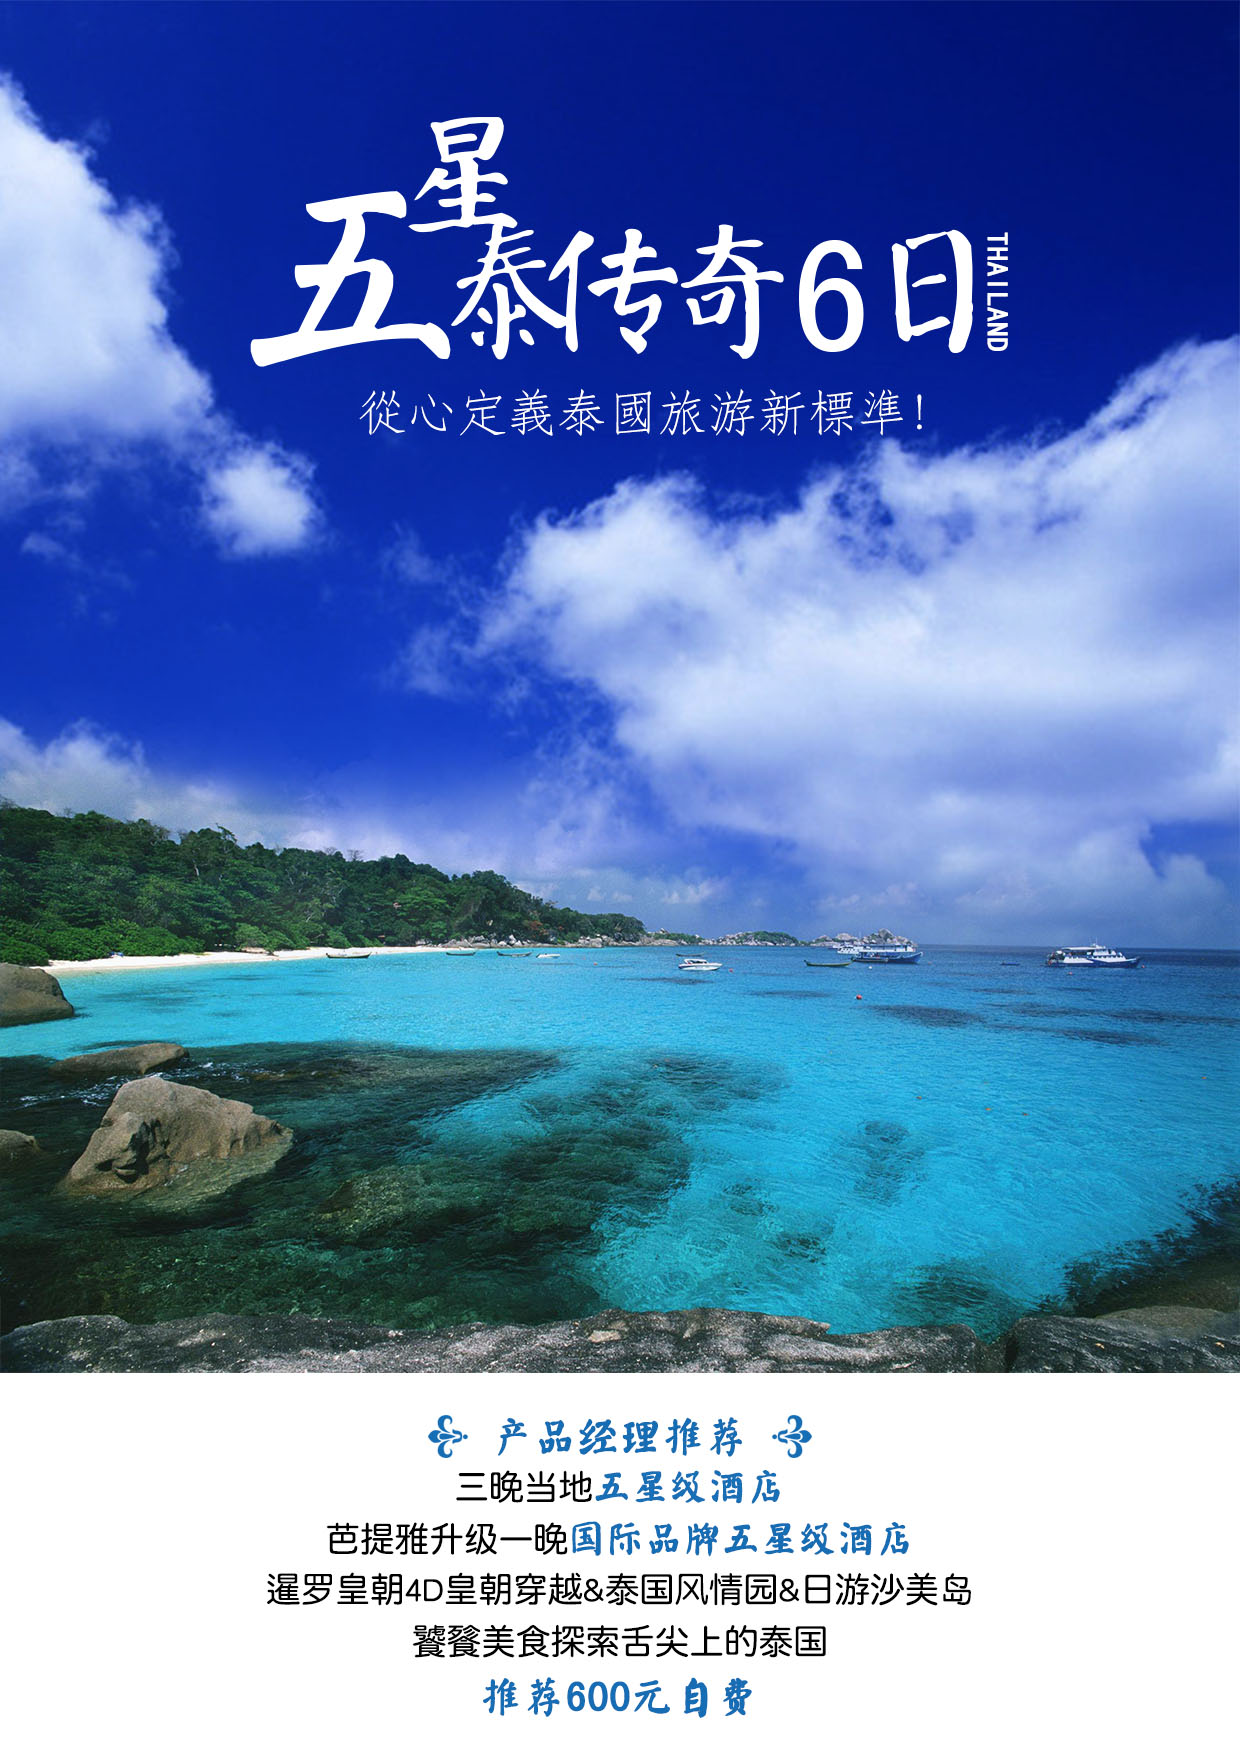 五星泰传奇6日
THAILAND
從心定義泰國旅游新標準!
产品经理推荐
三晚当地五星级酒店
芭提雅升级一晚国际品牌五星级酒店
暹罗皇朝4D皇朝穿越&泰国风情园&日游沙美岛
饕餮美食探索舌尖上的泰国
推荐600元自费